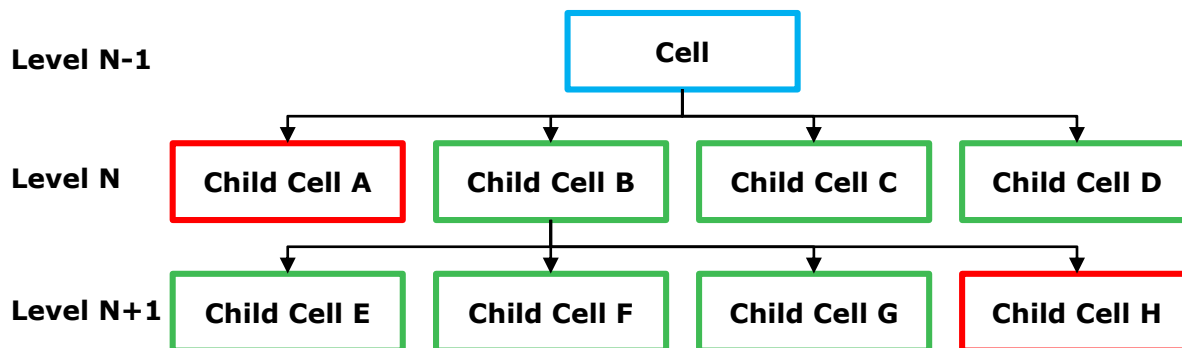 Level N-1
Cell
Level N
Child Cell A
Child Cell B
Child Cell C
Child Cell D
Level N+1
Child Cell E
Child Cell F
Child Cell G
Child Cell H